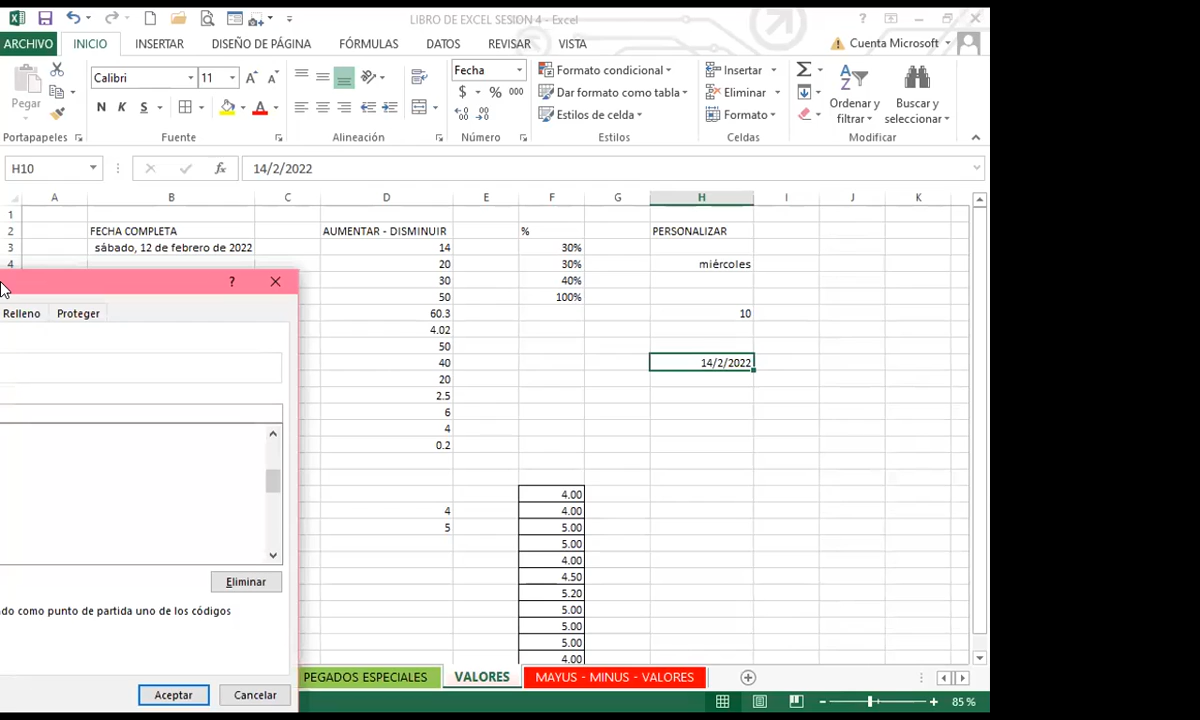 LIBRO DE EXCEL SESION 4 - Excel
ARCHIVO INICIO INSERTAR DISEÑO DE PÁGINA FÓRMULAS DATOS REVISAR VISTA Cuenta Microsoft
Pegar
Calibri 11
N K S
Fecha
$ % 000
Formato condicional
Dar formato como tabla
Estilos de celda
Insertar
Eliminar
Formato
Ordenar y filtrar
Buscar y seleccionar
Portapapeles Fuente Alineación Número Estilos Celdas Modificar
H10 fx 14/2/2022
A B C D E F G H I J K
1
2 FECHA COMPLETA AUMENTAR - DISMINUIR % PERSONALIZAR
3 sábado, 12 de febrero de 2022 14 30%
4 20 30% miércoles
30 40%
50 100%
60.3 10
4.02
50
40 14/2/2022
20
2.5
6
4
0.2
4.00
4 4.00
5 5.00
5.00
4.00
4.50
5.20
5.00
5.00
5.00
4.00
?
Relleno Proteger
Eliminar
do como punto de partida uno de los códigos
Aceptar Cancelar
PEGADOS ESPECIALES VALORES MAYUS - MINUS - VALORES
85 %